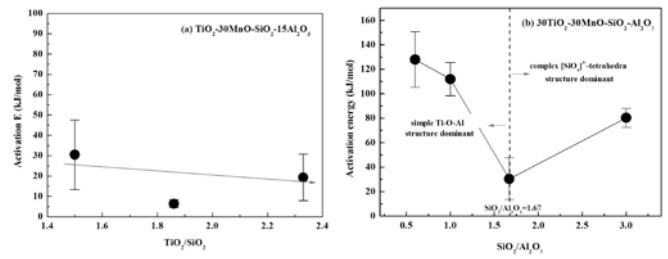 (a) TiO₂-30MnO-SiO₂-15Al₂O₃
Activation E (kJ/mol)
100
90
80
70
60
50
40
30
20
10
0
1.4
1.6
1.8
2.0
2.2
2.4
TiO₂/SiO₂
(b) 30TiO₂-30MnO-SiO₂-Al₂O₃
Activation energy (kJ/mol)
160
140
120
100
80
60
40
20
0
complex [SiO₄]⁴⁻-tetrahedra
structure dominant
simple Ti-O-Al
structure dominant
SiO₂/Al₂O₃=1.67
0.5
1.0
1.5
2.0
2.5
3.0
SiO₂/Al₂O₃